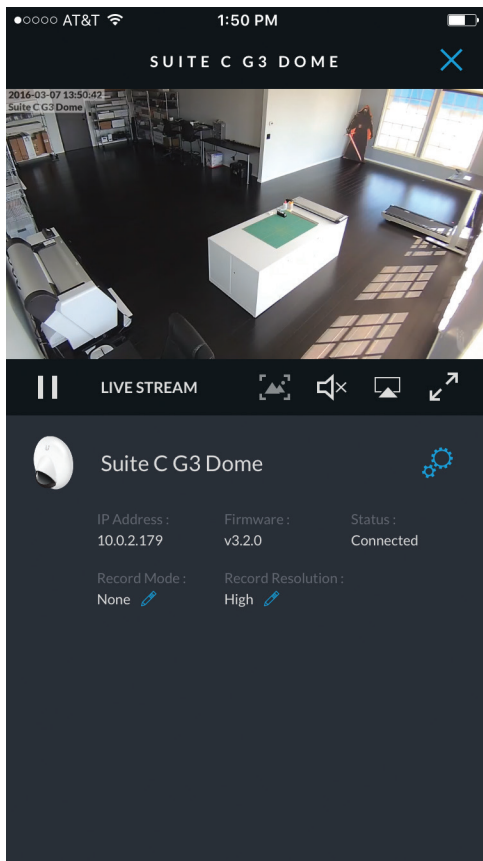 AT&T 1:50 PM
SUITE C G3 DOME
2016-03-07 13:50:42
Suite C G3 Dome
LIVE STREAM
Suite C G3 Dome
IP Address : Firmware : Status :
10.0.2.179 v3.2.0 Connected
Record Mode : Record Resolution :
None High